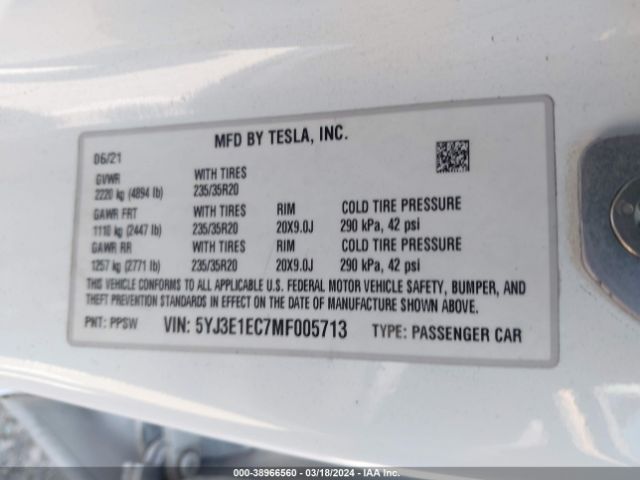 MFD BY TESLA, INC.
06/21
GVWR WITH TIRES
2220 kg (4894 lb) 235/35R20
GAWR FRT WITH TIRES RIM COLD TIRE PRESSURE
1110 kg (2447 lb) 235/35R20 20X9.0J 290 kPa, 42 psi
GAWR RR WITH TIRES RIM COLD TIRE PRESSURE
1257 kg (2771 lb) 235/35R20 20X9.0J 290 kPa, 42 psi
THIS VEHICLE CONFORMS TO ALL APPLICABLE U.S. FEDERAL MOTOR VEHICLE SAFETY, BUMPER, AND
THEFT PREVENTION STANDARDS IN EFFECT ON THE DATE OF MANUFACTURE SHOWN ABOVE.
PNT: PPSW VIN: 5YJ3E1EC7MF005713 TYPE: PASSENGER CAR
000-38966560 - 03/18/2024 - IAA Inc.